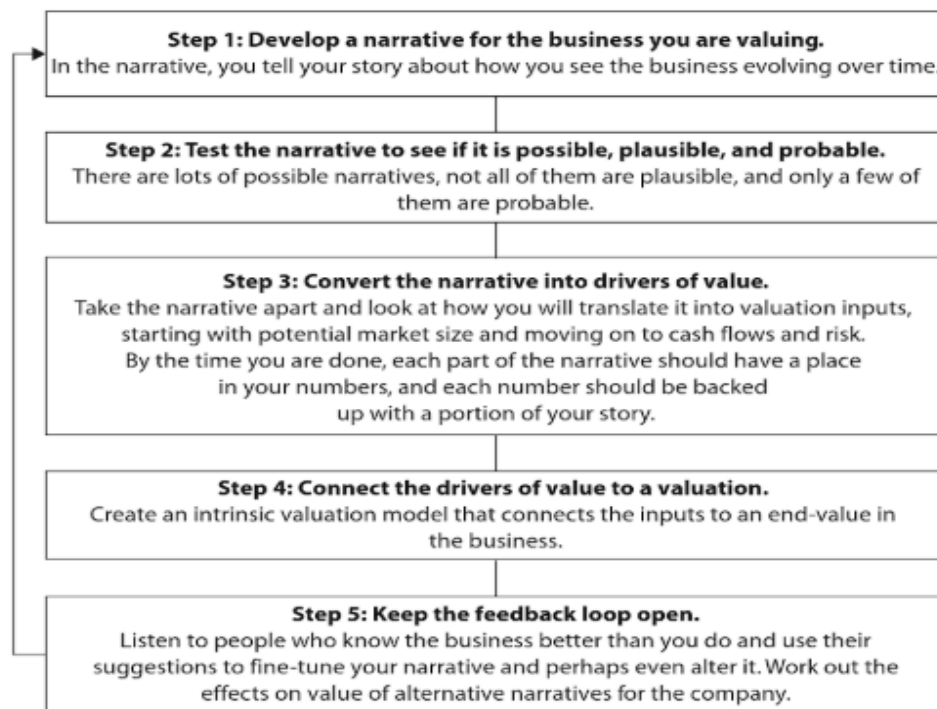 Step 1: Develop a narrative for the business you are valuing.
In the narrative, you tell your story about how you see the business evolving over time.
Step 2: Test the narrative to see if it is possible, plausible, and probable.
There are lots of possible narratives, not all of them are plausible, and only a few of
them are probable.
Step 3: Convert the narrative into drivers of value.
Take the narrative apart and look at how you will translate it into valuation inputs,
starting with potential market size and moving on to cash flows and risk.
By the time you are done, each part of the narrative should have a place
in your numbers, and each number should be backed
up with a portion of your story.
Step 4: Connect the drivers of value to a valuation.
Create an intrinsic valuation model that connects the inputs to an end-value in
the business.
Step 5: Keep the feedback loop open.
Listen to people who know the business better than you do and use their
suggestions to fine-tune your narrative and perhaps even alter it. Work out the
effects on value of alternative narratives for the company.